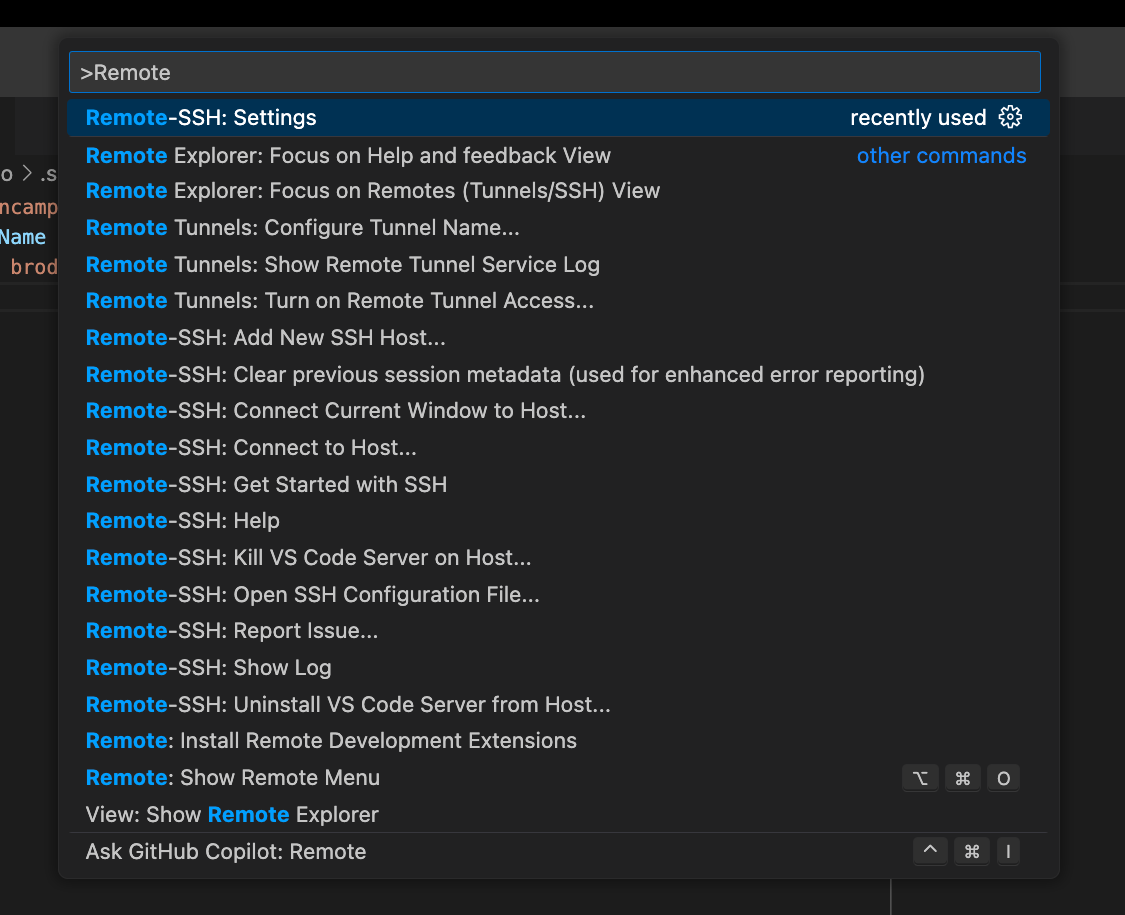 >Remote
Remote-SSH: Settings recently used
Remote Explorer: Focus on Help and feedback View other commands
o > .s
Remote Explorer: Focus on Remotes (Tunnels/SSH) View
ncamp
Remote Tunnels: Configure Tunnel Name...
Name
Remote Tunnels: Show Remote Tunnel Service Log
brod
Remote Tunnels: Turn on Remote Tunnel Access...
Remote-SSH: Add New SSH Host...
Remote-SSH: Clear previous session metadata (used for enhanced error reporting)
Remote-SSH: Connect Current Window to Host...
Remote-SSH: Connect to Host...
Remote-SSH: Get Started with SSH
Remote-SSH: Help
Remote-SSH: Kill VS Code Server on Host...
Remote-SSH: Open SSH Configuration File...
Remote-SSH: Report Issue...
Remote-SSH: Show Log
Remote-SSH: Uninstall VS Code Server from Host...
Remote: Install Remote Development Extensions
Remote: Show Remote Menu ⌥ ⌘ O
View: Show Remote Explorer
Ask GitHub Copilot: Remote ^ ⌘ I